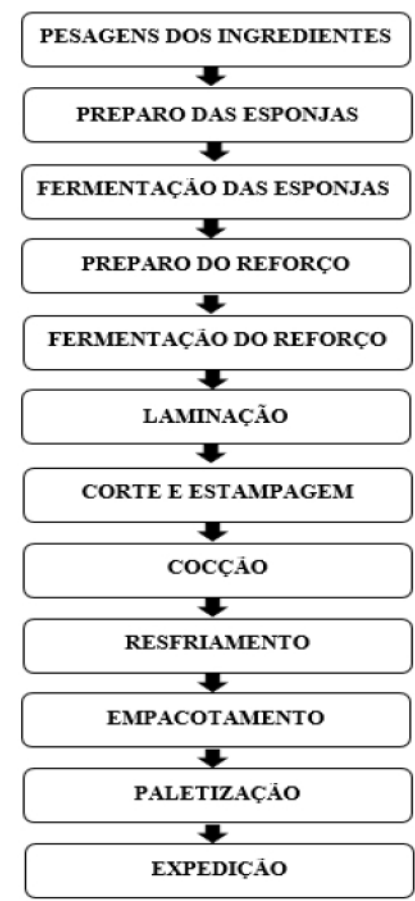 PESAGENS DOS INGREDIENTES
PREPARO DAS ESPONJAS
FERMENTAÇÃO DAS ESPONJAS
PREPARO DO REFORÇO
FERMENTAÇÃO DO REFORÇO
LAMINAÇÃO
CORTE E ESTAMPAGEM
COCÇÃO
RESFRIAMENTO
EMPACOTAMENTO
PALETIZAÇÃO
EXPEDIÇÃO